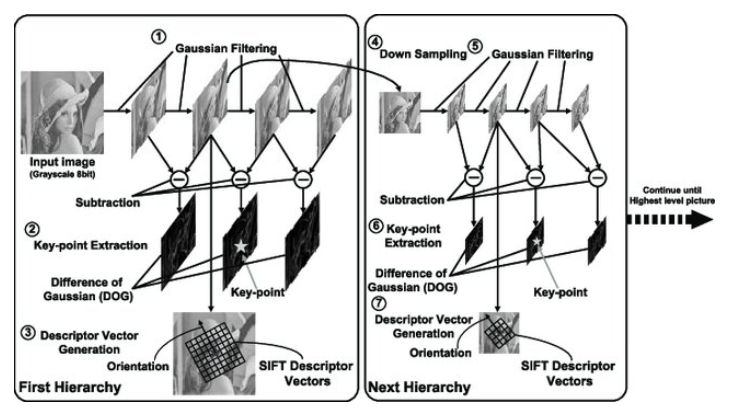 ①
Gaussian Filtering
Input image
(Grayscale 8bit)
Subtraction
②
Key-point Extraction
Difference of
Gaussian (DOG)
Key-point
③
Descriptor Vector
Generation
Orientation
SIFT Descriptor
Vectors
First Hierarchy
④
Down Sampling
⑤
Gaussian Filtering
Subtraction
⑥
Key-point
Extraction
Difference of
Gaussian (DOG)
Key-point
⑦
Descriptor Vector
Generation
Orientation
SIFT Descriptor
Vectors
Next Hierarchy
Continue until
Highest level picture